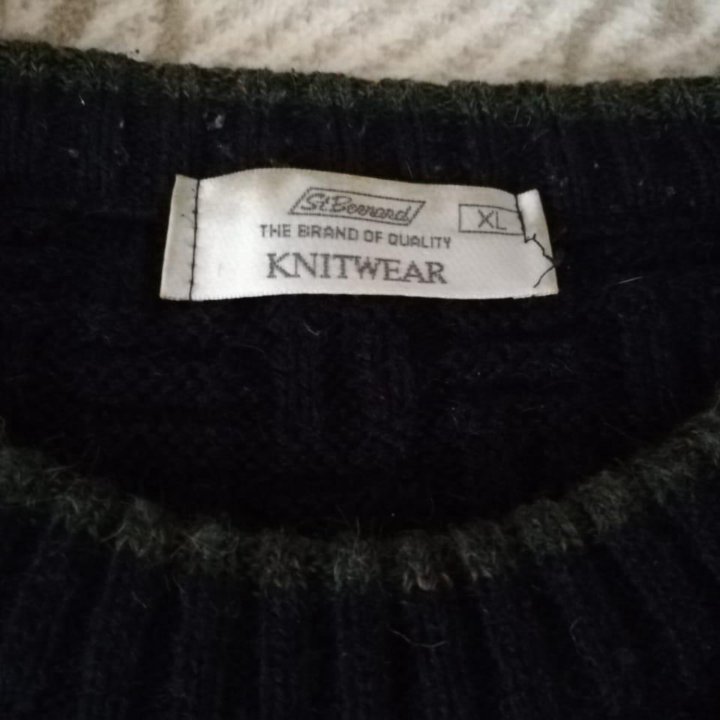 St.Bernard
XL
THE BRAND OF QUALITY
KNITWEAR